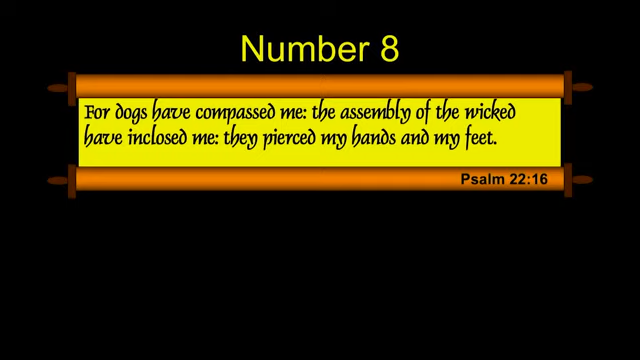 Number 8
For dogs have compassed me: the assembly of the wicked
have inclosed me: they pierced my hands and my feet.
Psalm 22:16